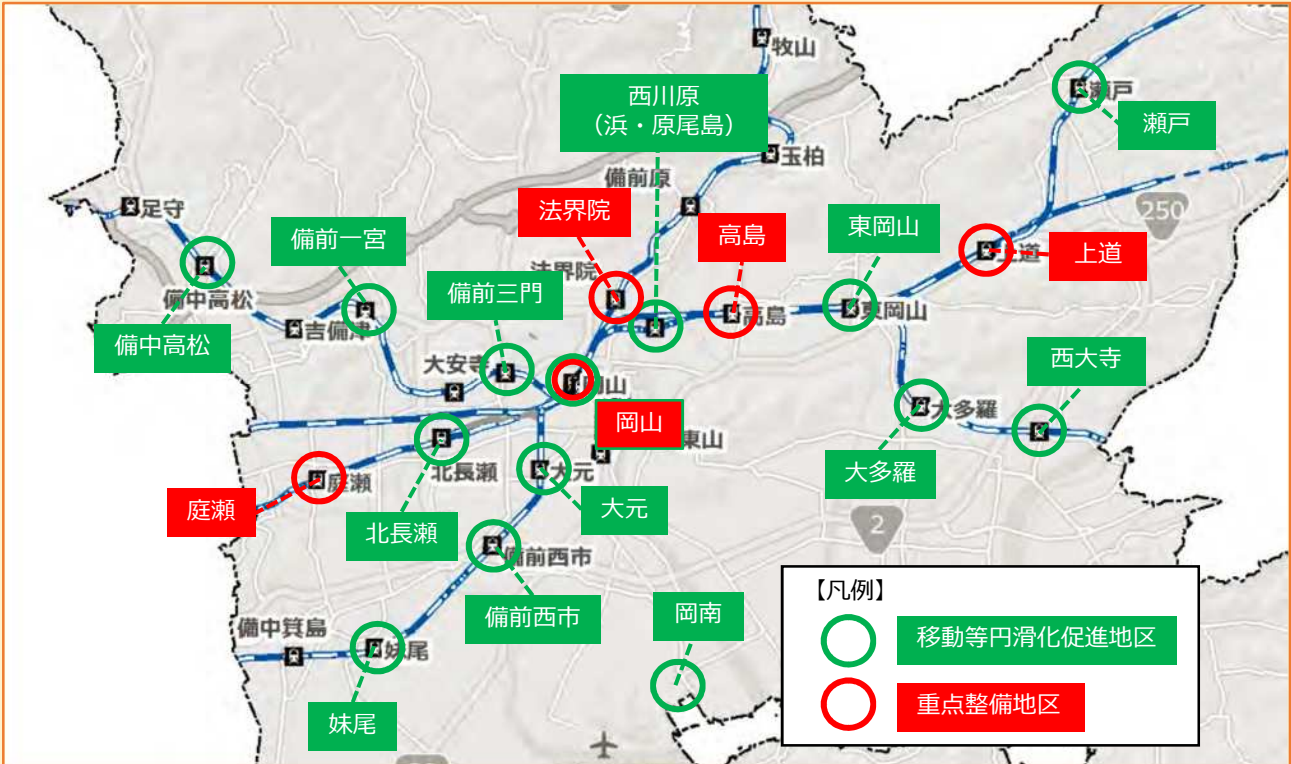 牧山
西川原
（浜・原尾島）
瀬戸
瀬戸
玉柏
備前原
足守
法界院
250
備前一宮
高島
東岡山
上道
上道
法界院
備中高松
備前三門
吉備津
高島
東岡山
備中高松
大安寺
西大寺
岡山
岡山
大多羅
東山
北長瀬
大元
庭瀬
大多羅
庭瀬
大元
北長瀬
2
備前西市
備前西市
岡南
【凡例】
移動等円滑化促進地区
重点整備地区
備中箕島
妹尾
妹尾